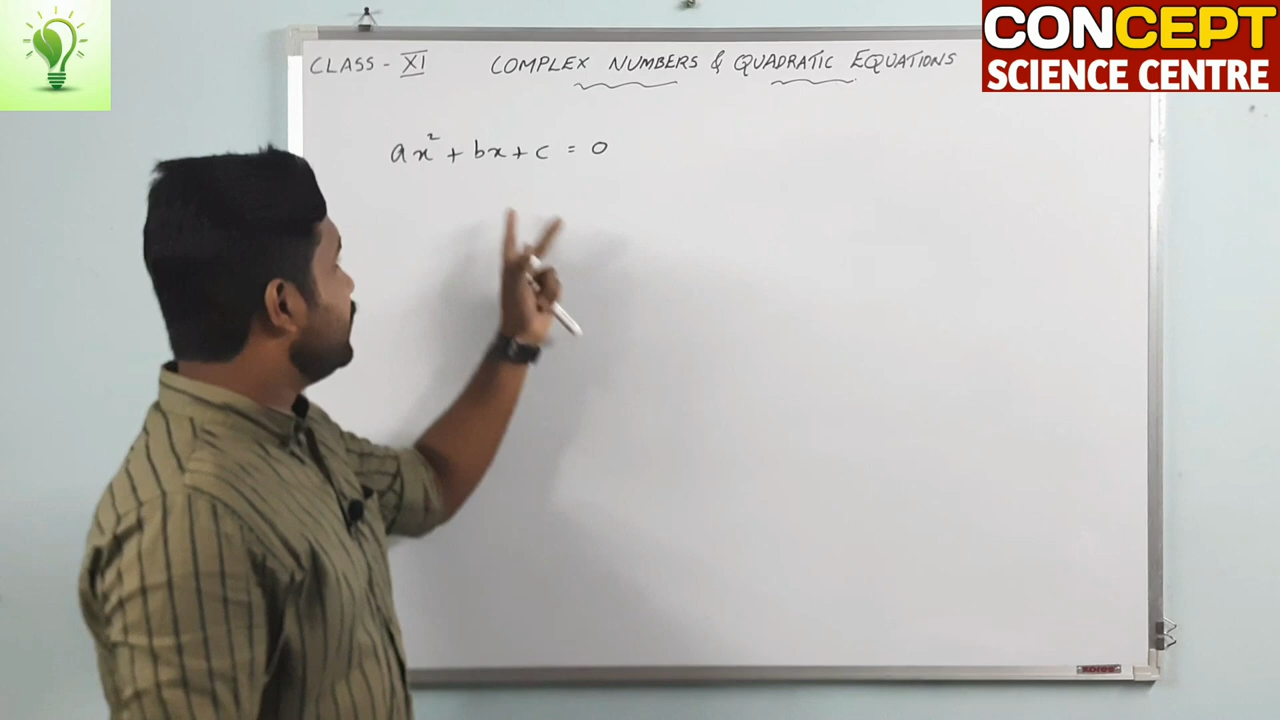 CLASS - XI COMPLEX NUMBERS & QUADRATIC EQUATIONS
CONCEPT
SCIENCE CENTRE
ax² + bx + c = 0